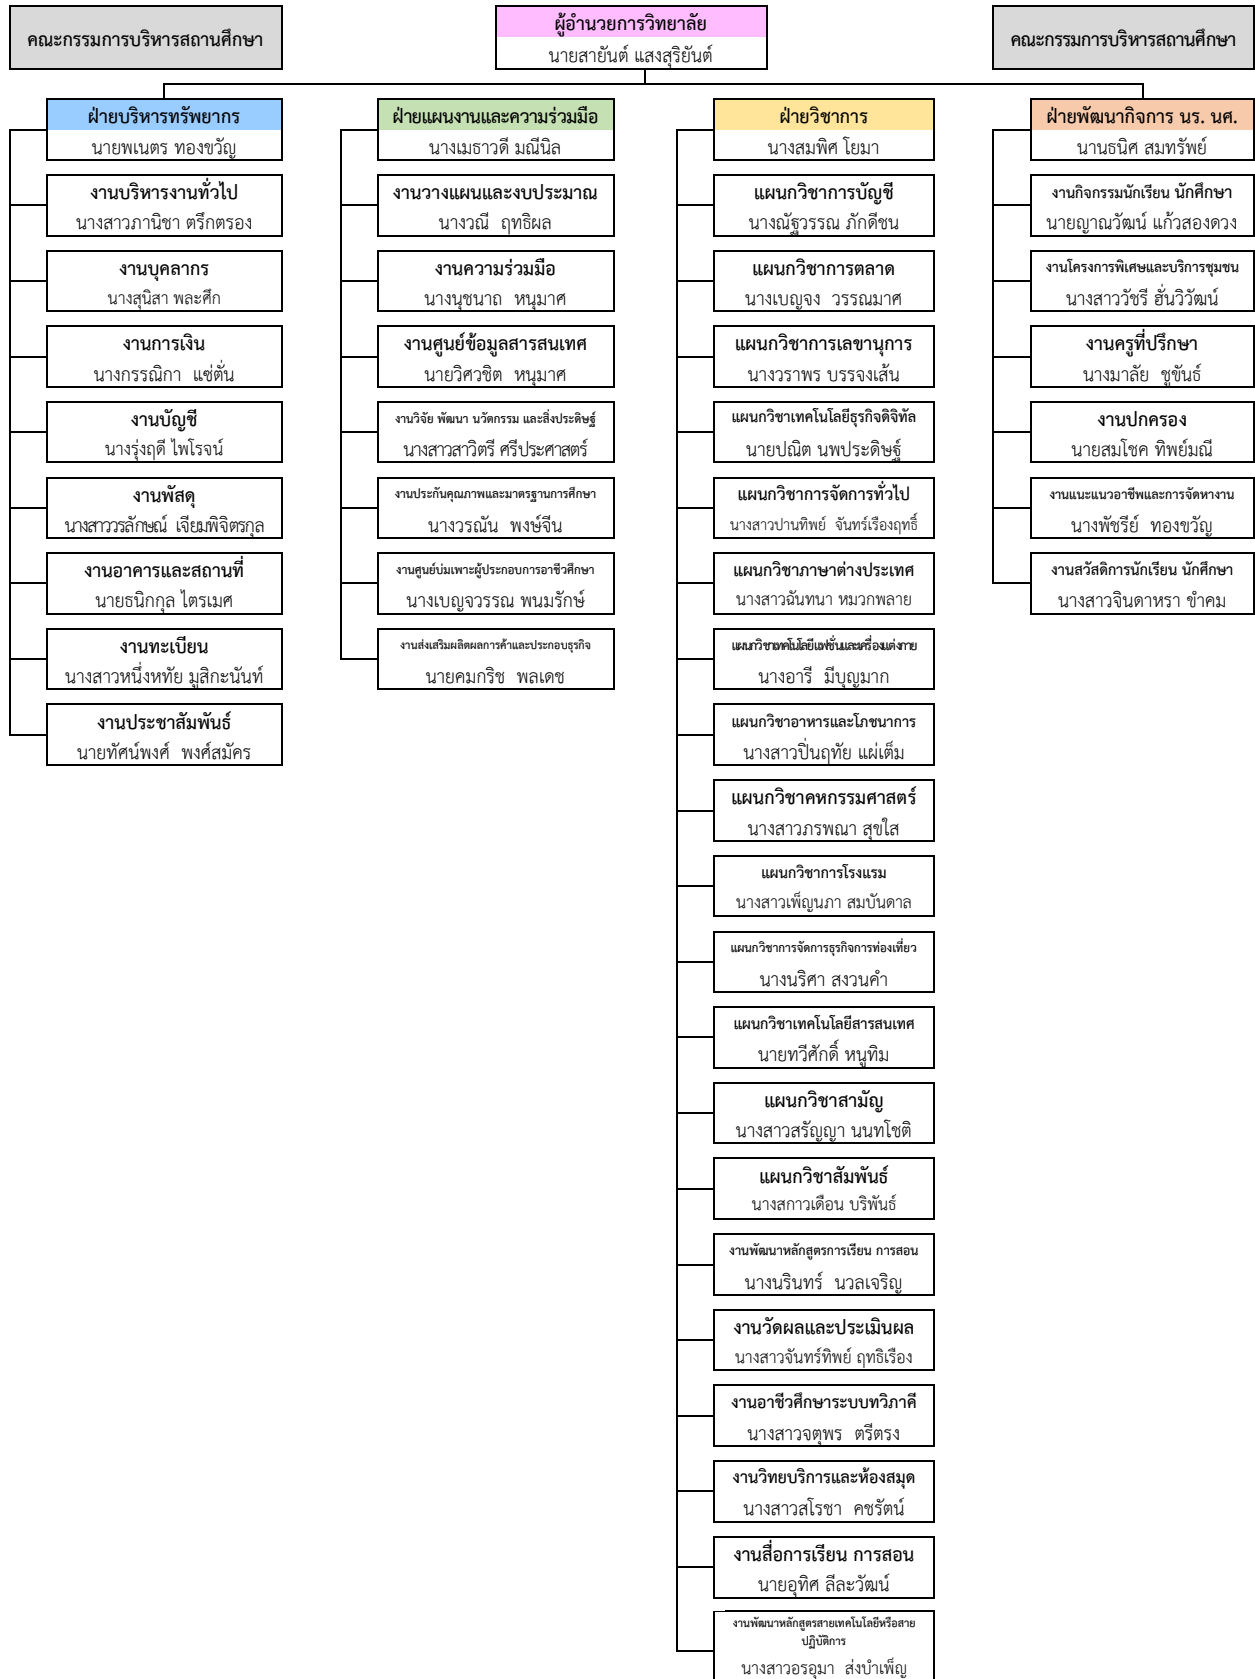 คณะกรรมการบริหารสถานศึกษา
ผู้อำนวยการวิทยาลัย
นายสายันต์ แสงสุริยันต์
คณะกรรมการบริหารสถานศึกษา
ฝ่ายบริหารทรัพยากร
นายพเนตร ทองขวัญ
งานบริหารงานทั่วไป
นางสาวภานิชา ตรึกตรอง
งานบุคลากร
นางสุนิสา พละศึก
งานการเงิน
นางกรรณิกา แซ่ตั่น
งานบัญชี
นางรุ่งฤดี ไพโรจน์
งานพัสดุ
นางสาววรลักษณ์ เจียมพิจิตรกุล
งานอาคารและสถานที่
นายธนิกกุล ไตรเมศ
งานทะเบียน
นางสาวหนึ่งหทัย มูสิกะนันท์
งานประชาสัมพันธ์
นายทัศน์พงศ์ พงศ์สมัคร
ฝ่ายแผนงานและความร่วมมือ
นางเมธาวดี มณีนิล
งานวางแผนและงบประมาณ
นางวณี ฤทธิผล
งานความร่วมมือ
นางนุชนาถ หนุมาศ
งานศูนย์ข้อมูลสารสนเทศ
นายวิศวชิต หนุมาศ
งานวิจัย พัฒนา นวัตกรรม และสิ่งประดิษฐ์
นางสาวสาวิตรี ศรีประศาสตร์
งานประกันคุณภาพและมาตรฐานการศึกษา
นางวรณัน พงษ์จีน
งานศูนย์บ่มเพาะผู้ประกอบการอาชีวศึกษา
นางเบญจวรรณ พนมรักษ์
งานส่งเสริมผลิตผลการค้าและประกอบธุรกิจ
นายคมกริช พลเดช
ฝ่ายวิชาการ
นางสมพิศ โยมา
แผนกวิชาการบัญชี
นางณัฐวรรณ ภักดีชน
แผนกวิชาการตลาด
นางเบญจง วรรณมาศ
แผนกวิชาการเลขานุการ
นางวราพร บรรจงเส้น
แผนกวิชาเทคโนโลยีธุรกิจดิจิทัล
นายปณิต นพประดิษฐ์
แผนกวิชาการจัดการทั่วไป
นางสาวปานทิพย์ จันทร์เรืองฤทธิ์
แผนกวิชาภาษาต่างประเทศ
นางสาวฉันทนา หมวกพลาย
แผนกวิชาเทคโนโลยีแฟชั่นและเครื่องแต่งกาย
นางอารี มีบุญมาก
แผนกวิชาอาหารและโภชนาการ
นางสาวปิ่นฤทัย แผ่เต็ม
แผนกวิชาคหกรรมศาสตร์
นางสาวภรพณา สุขใส
แผนกวิชาการโรงแรม
นางสาวเพ็ญนภา สมบันดาล
แผนกวิชาการจัดการธุรกิจการท่องเที่ยว
นางนริศา สงวนคำ
แผนกวิชาเทคโนโลยีสารสนเทศ
นายทวีศักดิ์ หนูทิม
แผนกวิชาสามัญ
นางสาวสรัญญา นนทโชติ
แผนกวิชาสัมพันธ์
นางสกาวเดือน บริพันธ์
งานพัฒนาหลักสูตรการเรียน การสอน
นางนรินทร์ นวลเจริญ
งานวัดผลและประเมินผล
นางสาวจันทร์ทิพย์ ฤทธิเรือง
งานอาชีวศึกษาระบบทวิภาคี
นางสาวจตุพร ตรีตรง
งานวิทยบริการและห้องสมุด
นางสาวสโรชา คชรัตน์
งานสื่อการเรียน การสอน
นายอุทิศ ลีละวัฒน์
งานพัฒนาหลักสูตรสายเทคโนโลยีหรือสาย
ปฏิบัติการ
นางสาวอรอุมา ส่งบำเพ็ญ
ฝ่ายพัฒนากิจการ นร. นศ.
นานธนิศ สมทรัพย์
งานกิจกรรมนักเรียน นักศึกษา
นายญาณวัฒน์ แก้วสองดวง
งานโครงการพิเศษและบริการชุมชน
นางสาววัชรี ฮั่นวิวัฒน์
งานครูที่ปรึกษา
นางมาลัย ชูขันธ์
งานปกครอง
นายสมโชค ทิพย์มณี
งานแนะแนวอาชีพและการจัดหางาน
นางพัชรีย์ ทองขวัญ
งานสวัสดิการนักเรียน นักศึกษา
นางสาวจินดาหรา ขำคม